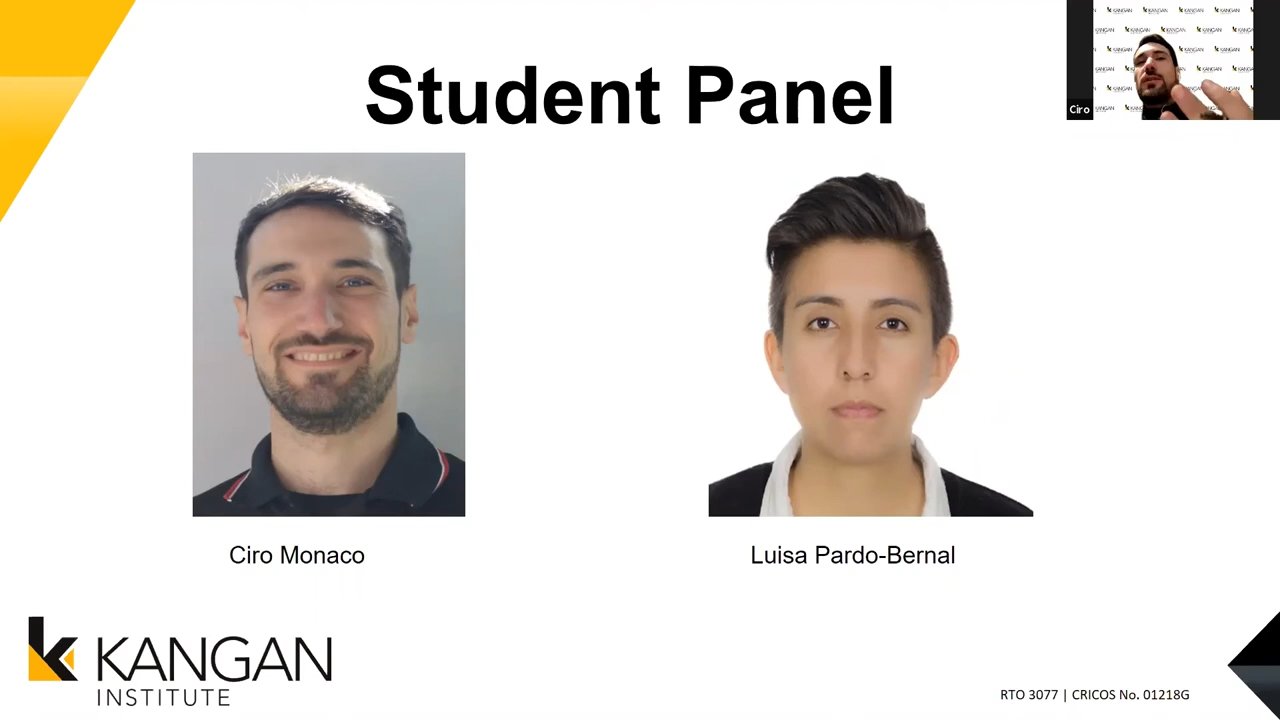 Student Panel
Ciro
Ciro Monaco
Luisa Pardo-Bernal
KANGAN
INSTITUTE
RTO 3077 | CRICOS No. 01218G